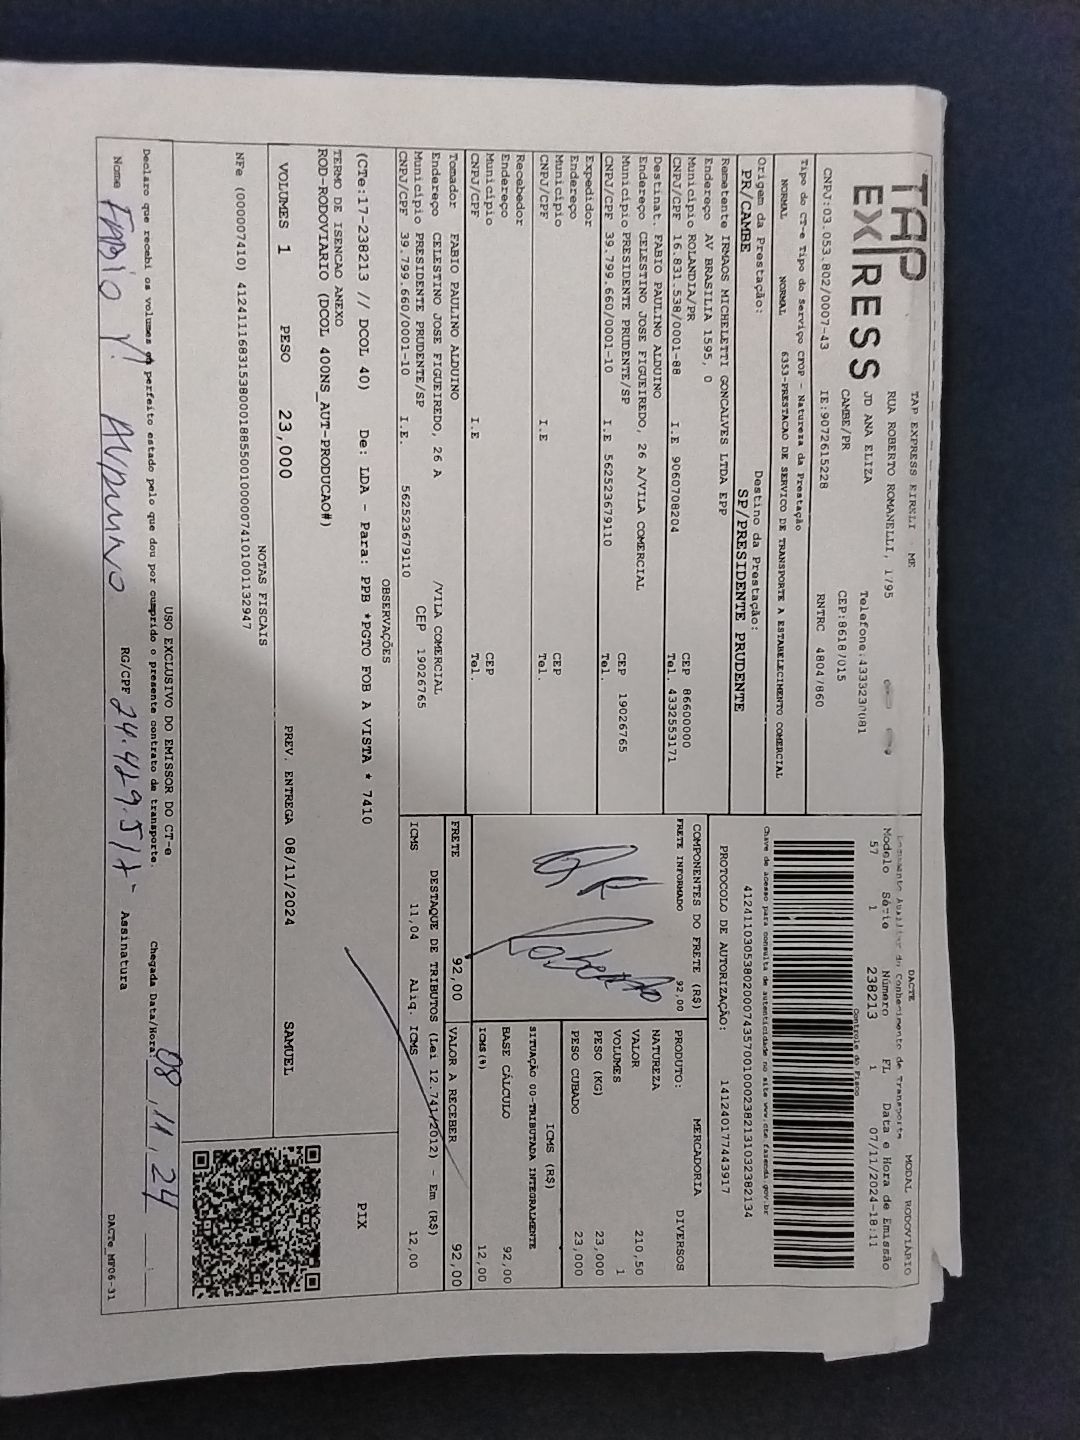 TAP
EXPRESS
TAP EXPRESS EIRELI - ME
RUA ROBERTO ROMANELLI, 1795
JD ANA ELIZA Telefone:4333230081
CAMBE/PR CEP:86187015
CNPJ:03.053.802/0007-43 IE:9072615228 RNTRC 48047860
Tipo do CT-e Tipo do Serviço CFOP - Natureza da Prestação
NORMAL NORMAL 6353-PRESTACAO DE SERVICO DE TRANSPORTE A ESTABELECIMENTO COMERCIAL
Origem da Prestação: Destino da Prestação:
PR/CAMBE SP/PRESIDENTE PRUDENTE
DACTE MODAL RODOVIÁRIO
Documento Auxiliar do Conhecimento de Transporte
Modelo Série Número FL Data e Hora de Emissão
57 1 238213 1 07/11/2024-18:11
Controle do Fisco
Chave de acesso para consulta de autenticidade no site www.cte.fazenda.gov.br
41241103053802000743570010002382131032382134
PROTOCOLO DE AUTORIZAÇÃO: 141240177443917
Remetente IRMAOS MICHELETTI GONCALVES LTDA EPP
Endereço AV BRASILIA 1595, 0
Município ROLANDIA/PR CEP 86600000
CNPJ/CPF 16.831.538/0001-88 I.E 9060708204 Tel. 4332553171
Destinat. FABIO PAULINO ALDUINO
Endereço CELESTINO JOSE FIGUEIREDO, 26 A/VILA COMERCIAL
Município PRESIDENTE PRUDENTE/SP CEP 19026765
CNPJ/CPF 39.799.660/0001-10 I.E 562523679110 Tel.
Expedidor
Endereço
Município CEP
CNPJ/CPF I.E Tel.
Recebedor
Endereço
Município CEP
CNPJ/CPF I.E Tel.
Tomador FABIO PAULINO ALDUINO
Endereço CELESTINO JOSE FIGUEIREDO, 26 A /VILA COMERCIAL
Município PRESIDENTE PRUDENTE/SP CEP 19026765
CNPJ/CPF 39.799.660/0001-10 I.E. 562523679110
COMPONENTES DO FRETE (R$)
FRETE INFORMADO 92,00
Roberto
FRETE 92,00
PRODUTO: MERCADORIA
NATUREZA DIVERSOS
VALOR 210,50
VOLUMES 1
PESO (KG) 23,000
PESO CUBADO 23,000
ICMS (R$)
SITUAÇÃO 00-TRIBUTADA INTEGRALMENTE
BASE CÁLCULO 92,00
ICMS(%) 12,00
VALOR A RECEBER 92,00
DESTAQUE DE TRIBUTOS (Lei 12.741/2012) - Em (R$)
ICMS 11,04 Aliq. ICMS 12,00
OBSERVAÇÕES
(CTe:17-238213 // DCOL 40) De: LDA - Para: PPB *PGTO FOB A VISTA * 7410
TERMO DE ISENCAO ANEXO
ROD-RODOVIARIO (DCOL 400NS_AUT-PRODUCAO#)
PIX
VOLUMES 1 PESO 23,000 PREV. ENTREGA 08/11/2024 SAMUEL
NOTAS FISCAIS
NFe (000007410) 41241116831538000188550010000074101001132947
USO EXCLUSIVO DO EMISSOR DO CT-e
Declaro que recebi os volumes em perfeito estado pelo que dou por cumprido o presente contrato de transporte. Chegada Data/Hora: 08, 11, 24
Nome FABIO P. ALDUINO RG/CPF Assinatura
DACTe_MF06-31